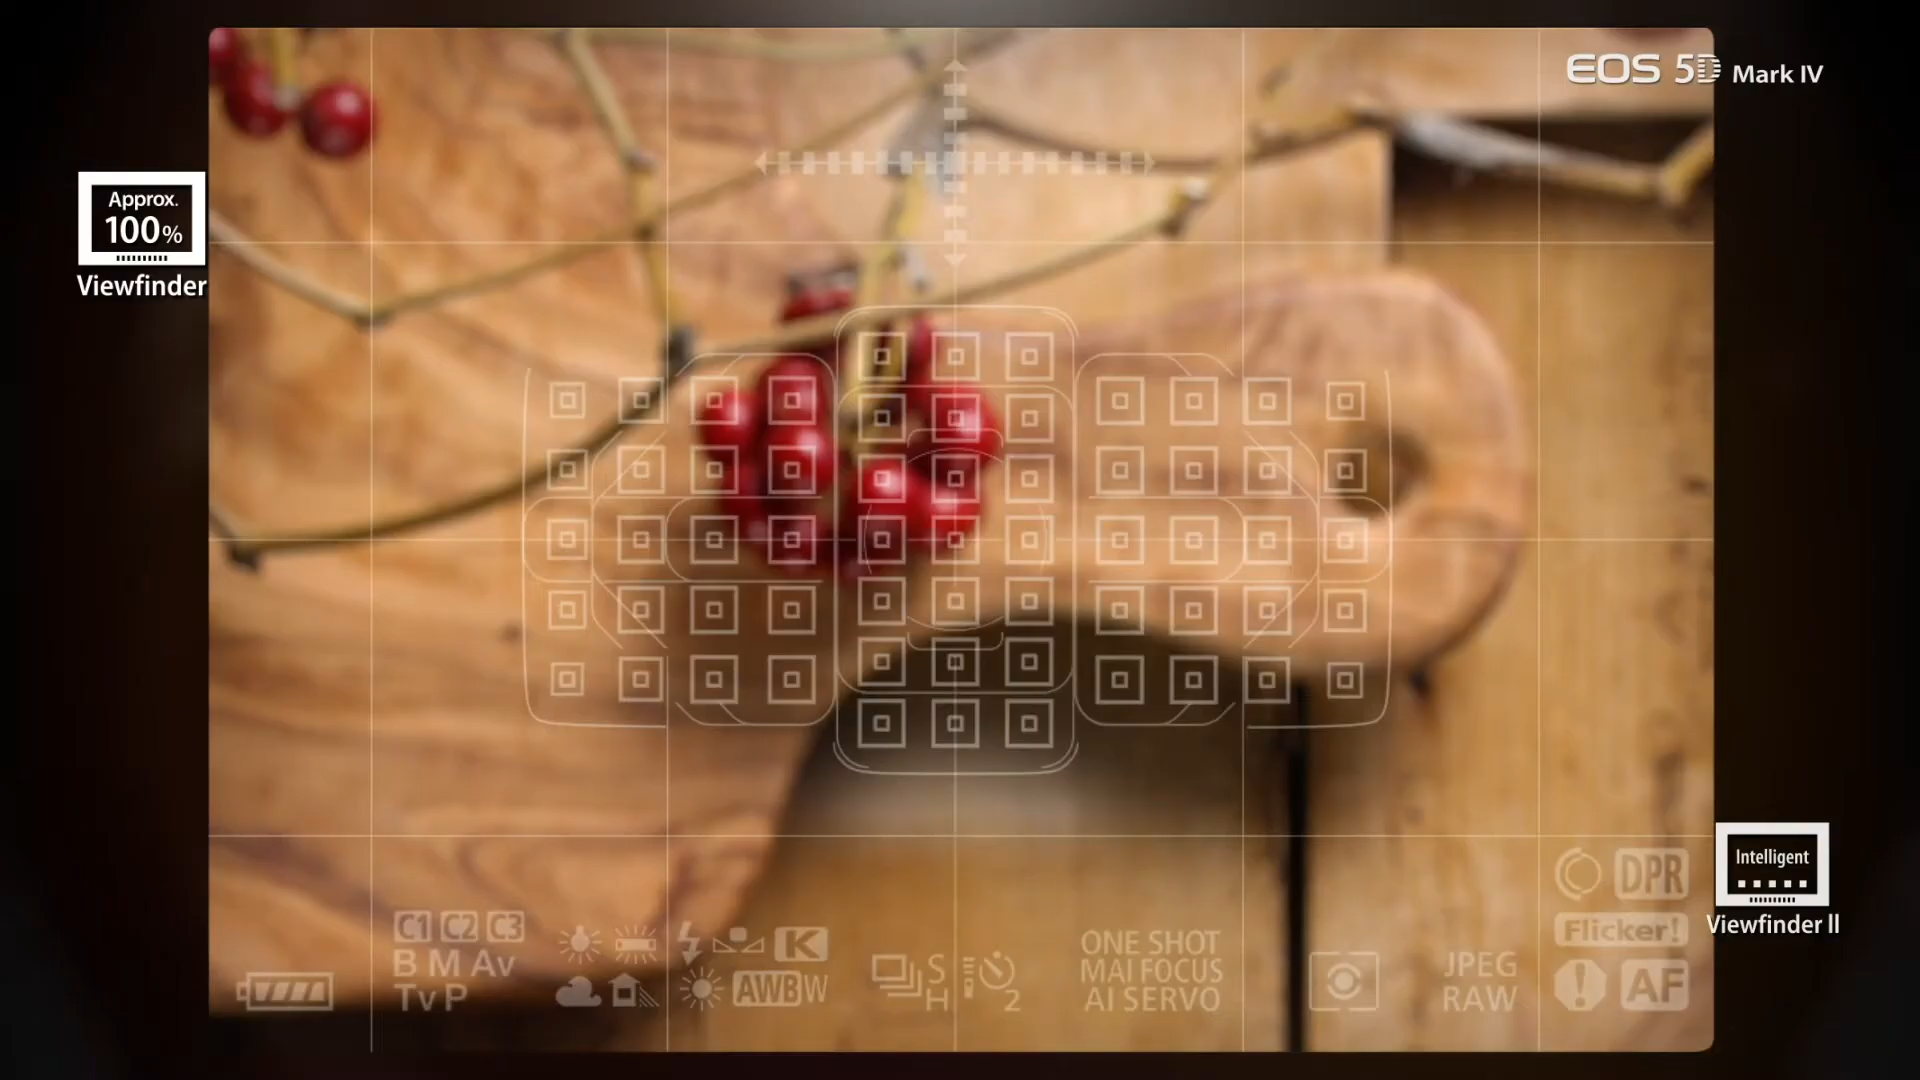 EOS 5D Mark IV
Approx.
100%
Viewfinder
Intelligent
Viewfinder II
DPR
Flicker!
AF
C1 C2 C3
B M Av
Tv P
K
AWB W
S
H
2
ONE SHOT
MAI FOCUS
AI SERVO
JPEG
RAW
!